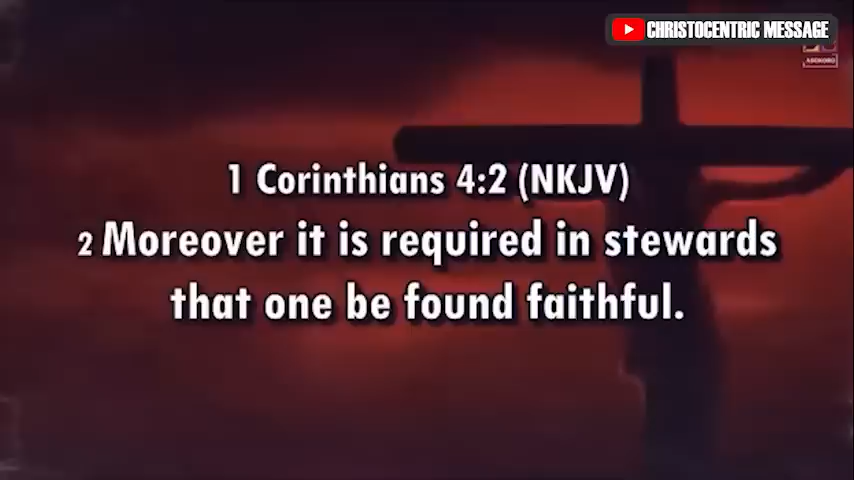 CHRISTOCENTRIC MESSAGE
1 Corinthians 4:2 (NKJV)
2 Moreover it is required in stewards
that one be found faithful.